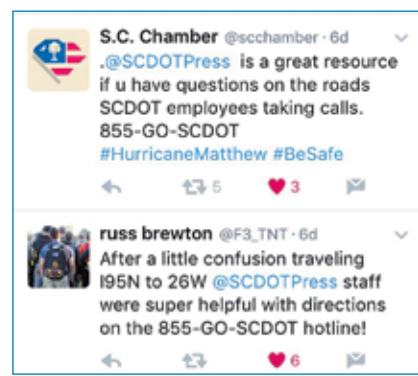 S.C. Chamber @scchamber · 6d
.@SCDOTPress is a great resource
if u have questions on the roads
SCDOT employees taking calls.
855-GO-SCDOT
#HurricaneMatthew #BeSafe
5 3
russ brewton @F3_TNT · 6d
After a little confusion traveling
I95N to 26W @SCDOTPress staff
were super helpful with directions
on the 855-GO-SCDOT hotline!
6